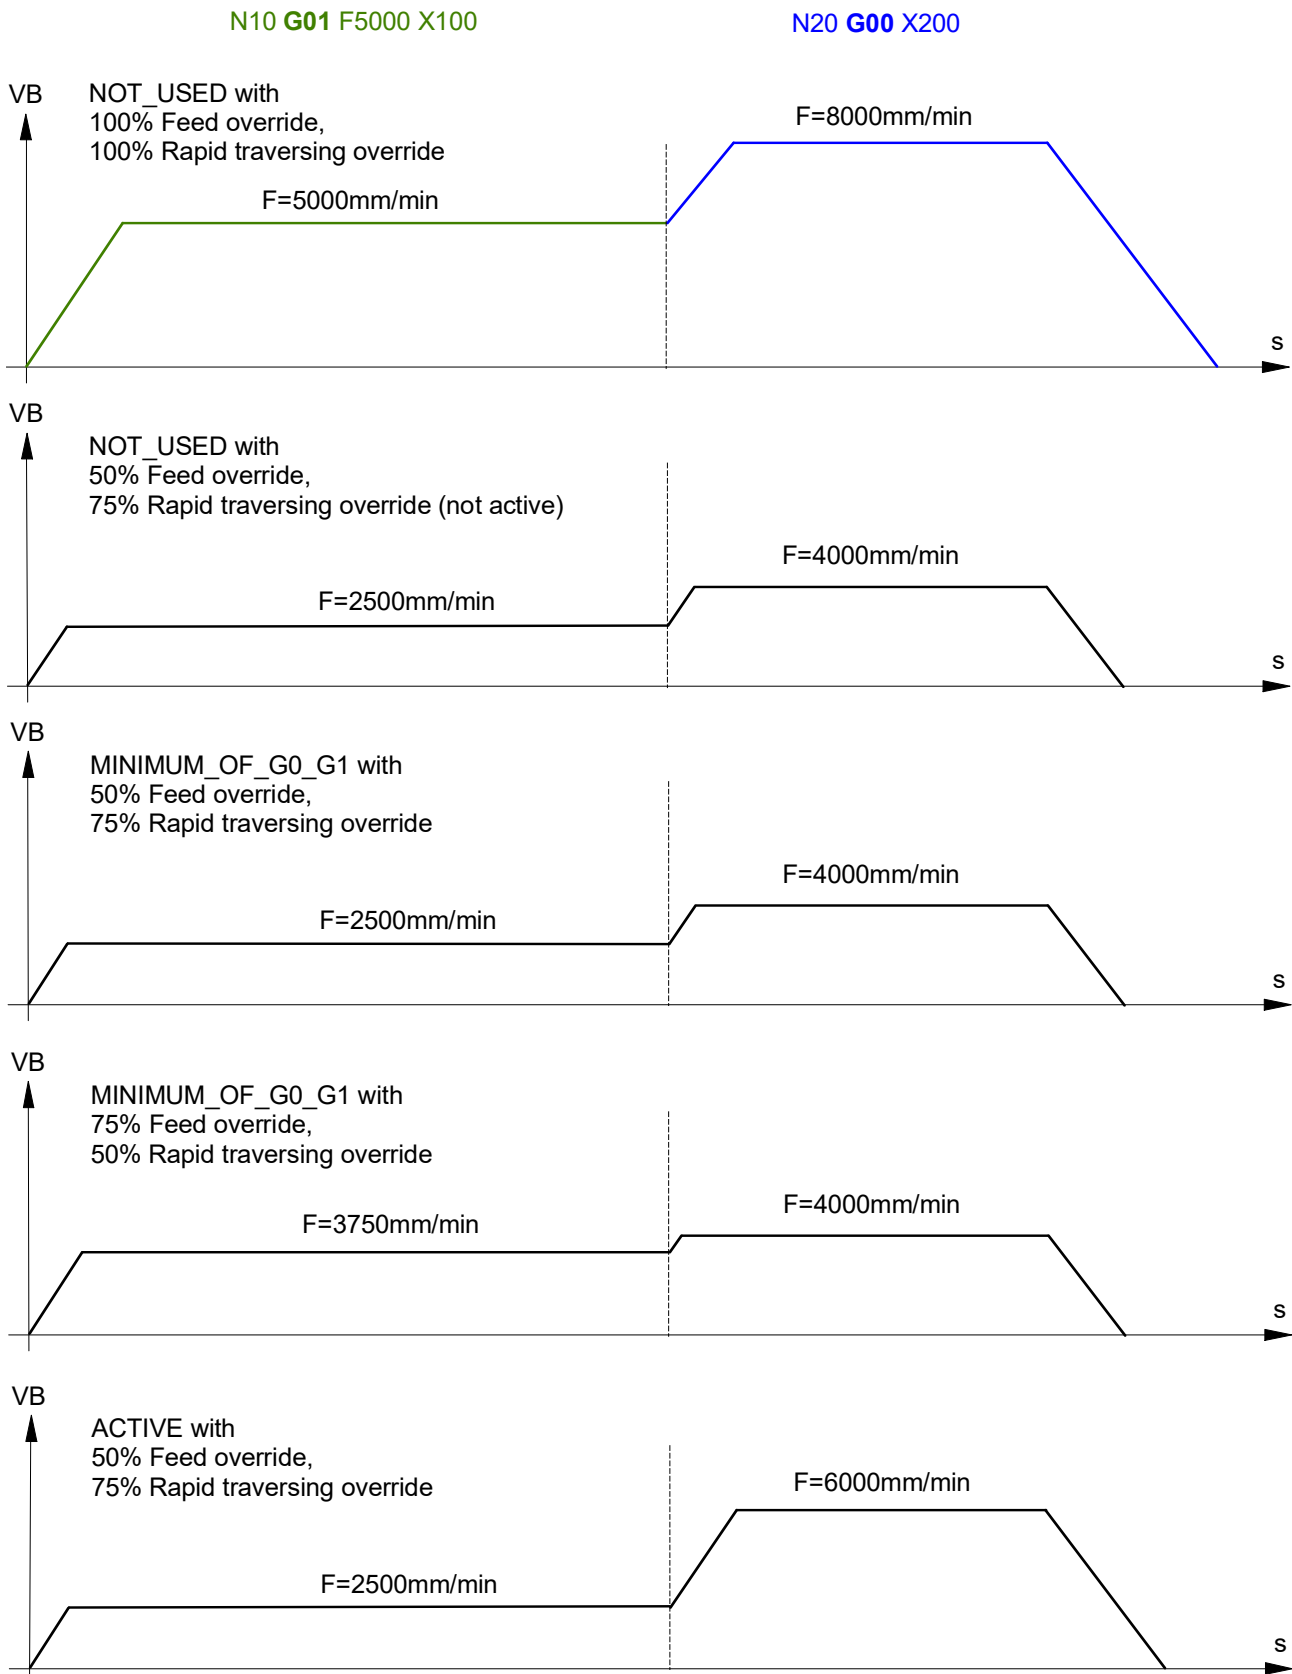 N10 G01 F5000 X100
N20 G00 X200
VB
NOT_USED with
100% Feed override,
100% Rapid traversing override
F=8000mm/min
F=5000mm/min
s
VB
NOT_USED with
50% Feed override,
75% Rapid traversing override (not active)
F=4000mm/min
F=2500mm/min
s
VB
MINIMUM_OF_G0_G1 with
50% Feed override,
75% Rapid traversing override
F=4000mm/min
F=2500mm/min
s
VB
MINIMUM_OF_G0_G1 with
75% Feed override,
50% Rapid traversing override
F=4000mm/min
F=3750mm/min
s
VB
ACTIVE with
50% Feed override,
75% Rapid traversing override
F=6000mm/min
F=2500mm/min
s